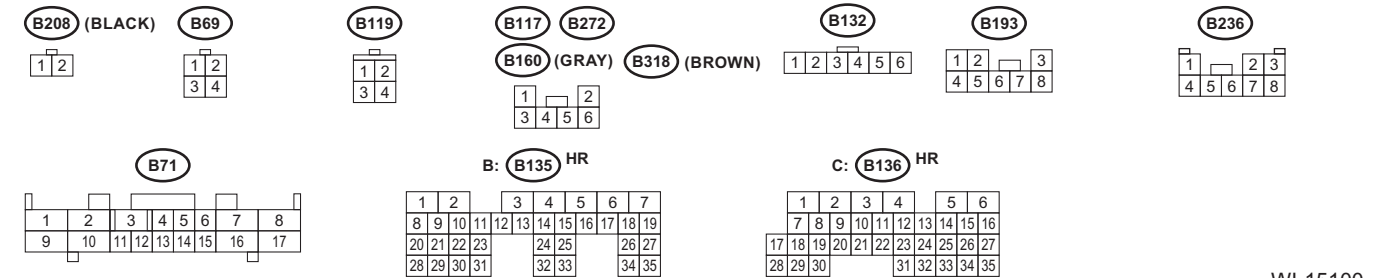 B208 (BLACK) B69 B119 B117 B272 B132 B193 B236
B160 (GRAY) B318 (BROWN)
1 2
1 2
3 4
1 2
3 4
1 2
3 4 5 6
1 2 3 4 5 6
1 2 3
4 5 6 7 8
1 2 3
4 5 6 7 8
B71 B: B135 HR C: B136 HR
1 2 3 4 5 6 7 8
9 10 11 12 13 14 15 16 17
1 2 3 4 5 6 7
8 9 10 11 12 13 14 15 16 17 18 19
20 21 22 23 24 25 26 27
28 29 30 31 32 33 34 35
1 2 3 4 5 6
7 8 9 10 11 12 13 14 15 16
17 18 19 20 21 22 23 24 25 26 27
28 29 30 31 32 33 34 35